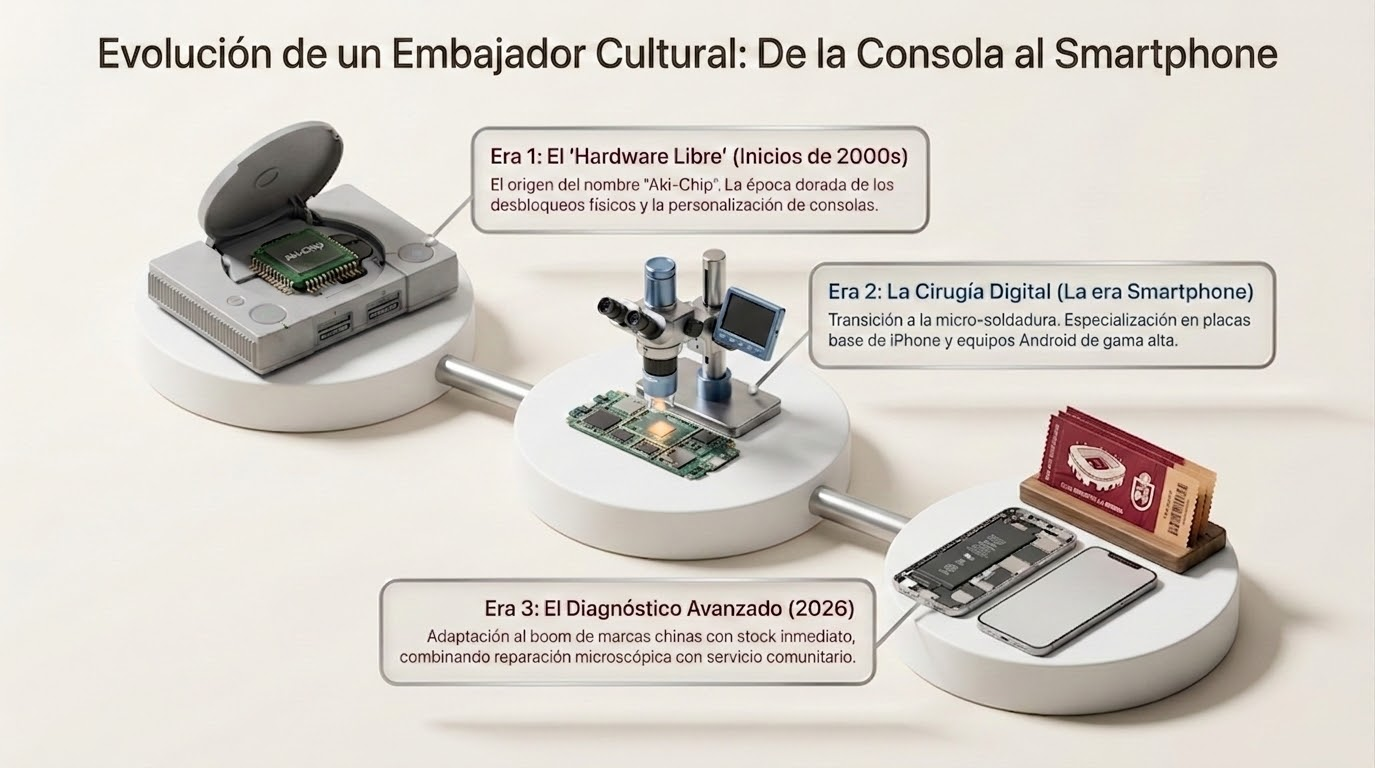 Evolución de un Embajador Cultural: De la Consola al Smartphone
Era 1: El 'Hardware Libre' (Inicios de 2000s)
El origen del nombre "Aki-Chip". La época dorada de los
desbloqueos físicos y la personalización de consolas.
Era 2: La Cirugía Digital (La era Smartphone)
Transición a la micro-soldadura. Especialización en placas
base de iPhone y equipos Android de gama alta.
Era 3: El Diagnóstico Avanzado (2026)
Adaptación al boom de marcas chinas con stock inmediato,
combinando reparación microscópica con servicio comunitario.